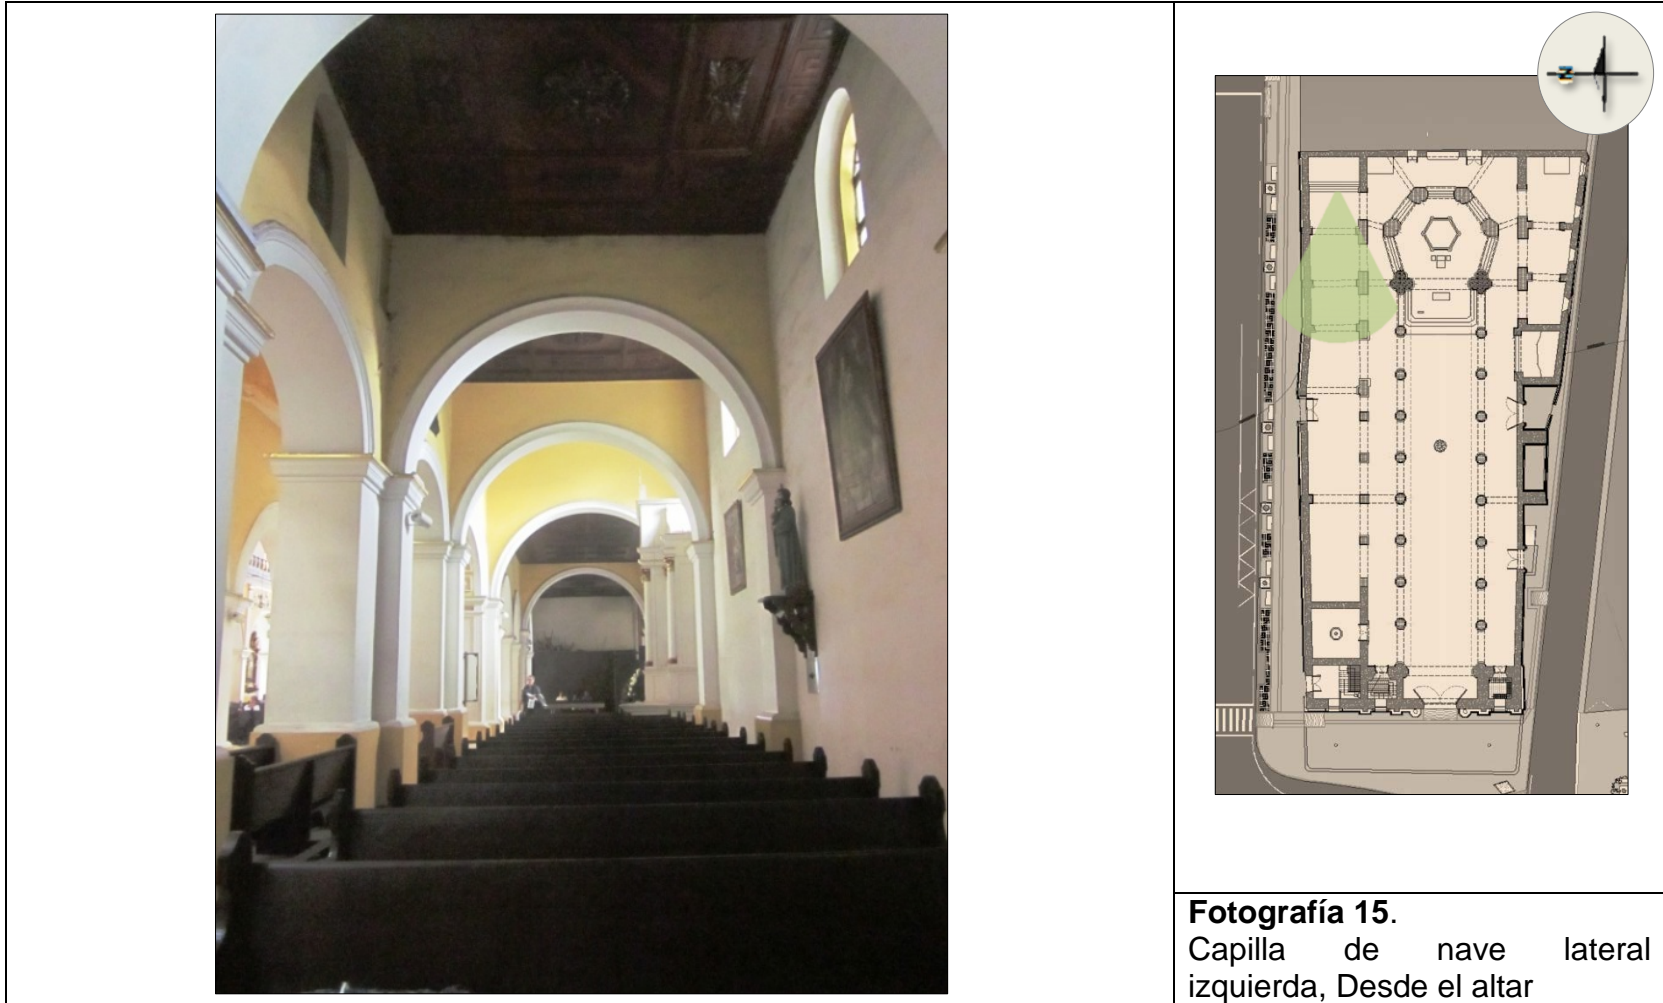 N
Fotografía 15.
Capilla de nave lateral
izquierda, Desde el altar